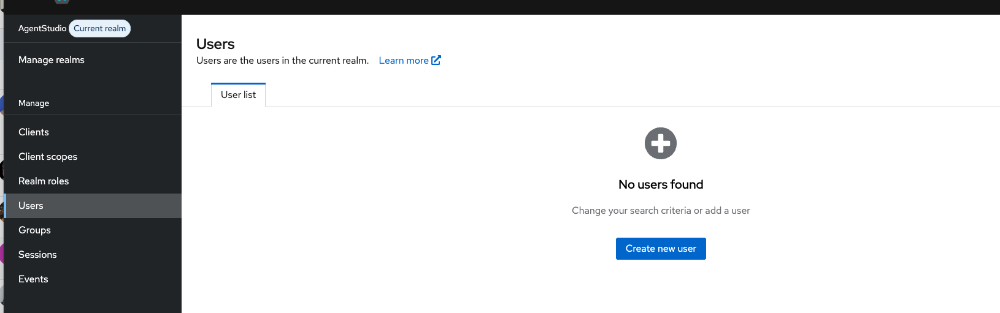 AgentStudio Current realm
Manage realms
Manage
Clients
Client scopes
Realm roles
Users
Groups
Sessions
Events
Users
Users are the users in the current realm. Learn more
User list
No users found
Change your search criteria or add a user
Create new user